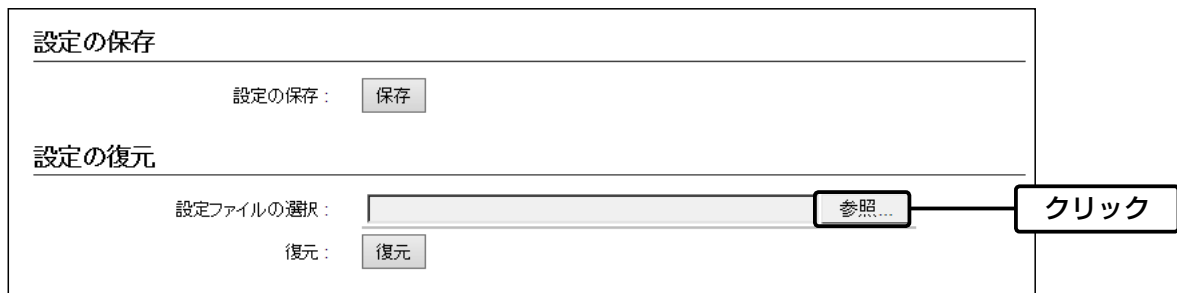 設定の保存
設定の保存 : 保存
設定の復元
設定ファイルの選択 : 参照... クリック
復元 : 復元